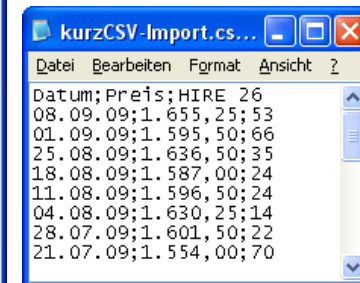 kurzCSV-Import.cs...
Datei Bearbeiten Format Ansicht ?
Datum;Preis;HIRE 26
08.09.09;1.655,25;53
01.09.09;1.595,50;66
25.08.09;1.636,50;35
18.08.09;1.587,00;24
11.08.09;1.596,50;24
04.08.09;1.630,25;14
28.07.09;1.601,50;22
21.07.09;1.554,00;70